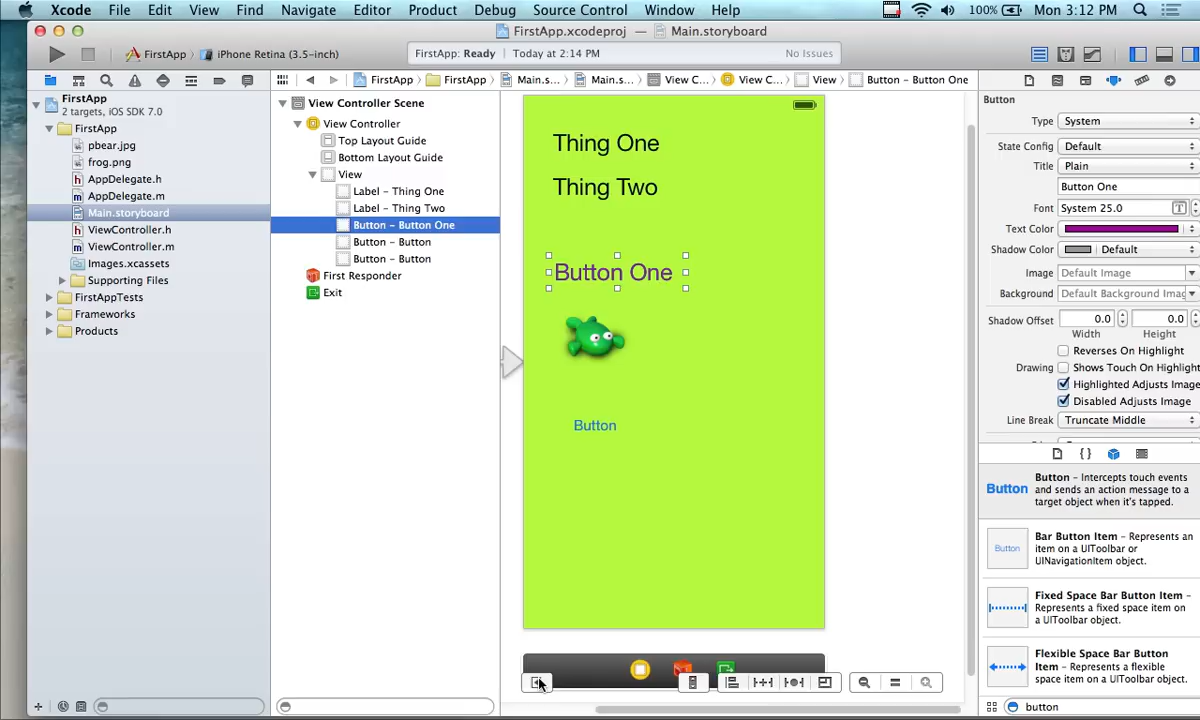 Xcode File Edit View Find Navigate Editor Product Debug Source Control Window Help 100% Mon 3:12 PM
FirstApp.xcodeproj — Main.storyboard
FirstApp iPhone Retina (3.5-inch) FirstApp: Ready Today at 2:14 PM No Issues
FirstApp FirstApp Main.s... Main.s... View C... View C... View Button – Button One
FirstApp
2 targets, iOS SDK 7.0
FirstApp
pbear.jpg
frog.png
AppDelegate.h
AppDelegate.m
Main.storyboard
ViewController.h
ViewController.m
Images.xcassets
Supporting Files
FirstAppTests
Frameworks
Products
View Controller Scene
View Controller
Top Layout Guide
Bottom Layout Guide
View
Label – Thing One
Label – Thing Two
Button – Button One
Button – Button
Button – Button
First Responder
Exit
Thing One
Thing Two
Button One
Button
Button
Type System
State Config Default
Title Plain
Button One
Font System 25.0 T
Text Color
Shadow Color Default
Image Default Image
Background Default Background Imag
Shadow Offset 0.0 0.0
Width Height
Reverses On Highlight
Drawing Shows Touch On Highlight
Highlighted Adjusts Image
Disabled Adjusts Image
Line Break Truncate Middle
{ }
Button
Button – Intercepts touch events
and sends an action message to a
target object when it's tapped.
Button
Bar Button Item – Represents an
item on a UIToolbar or
UINavigationItem object.
Fixed Space Bar Button Item –
Represents a fixed space item on
a UIToolbar object.
Flexible Space Bar Button
Item – Represents a flexible
space item on a UIToolbar object.
button